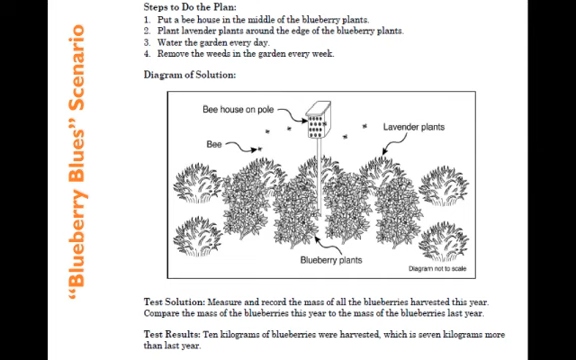 "Blueberry Blues" Scenario
Steps to Do the Plan:
1. Put a bee house in the middle of the blueberry plants.
2. Plant lavender plants around the edge of the blueberry plants.
3. Water the garden every day.
4. Remove the weeds in the garden every week.
Diagram of Solution:
Bee house on pole
Lavender plants
Bee
Blueberry plants
Diagram not to scale
Test Solution: Measure and record the mass of all the blueberries harvested this year.
Compare the mass of the blueberries this year to the mass of the blueberries last year.
Test Results: Ten kilograms of blueberries were harvested, which is seven kilograms more
than last year.